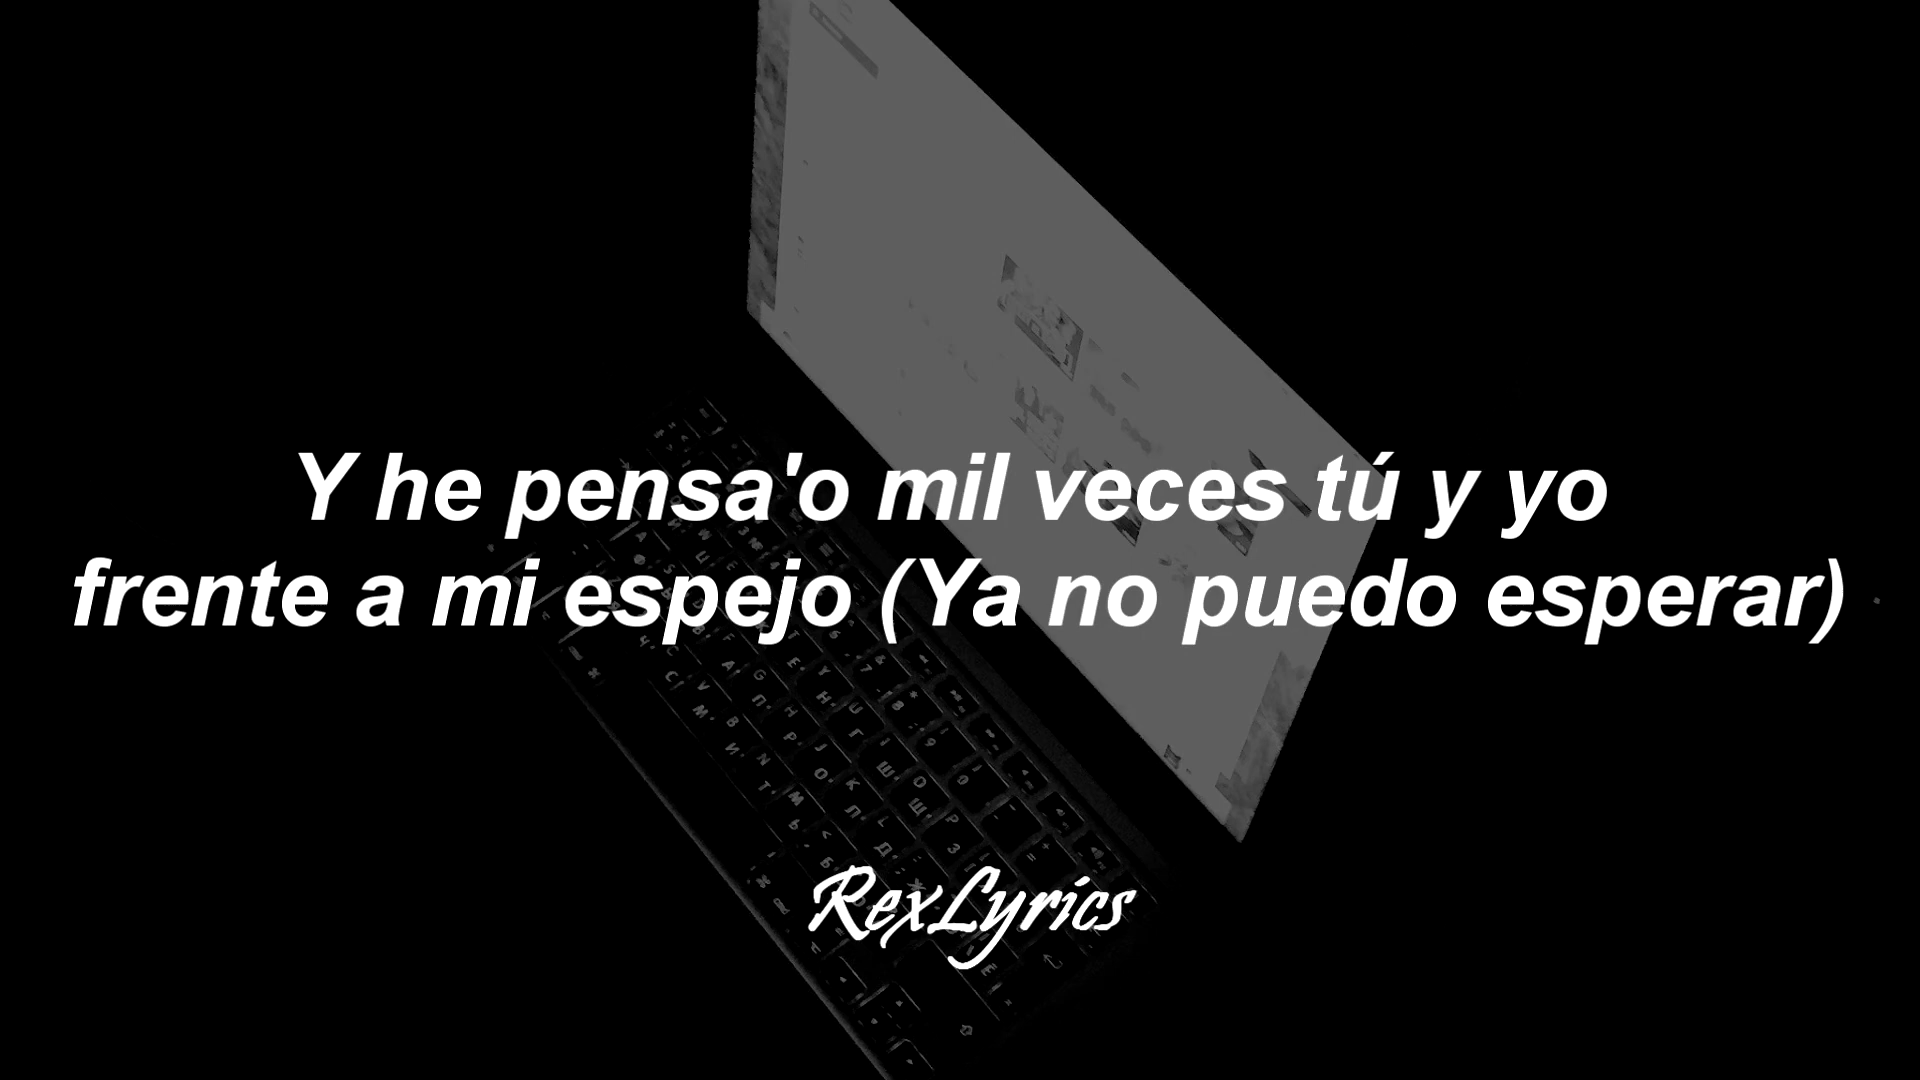 Y he pensa'o mil veces tú y yo
frente a mi espejo (Ya no puedo esperar)
RexLyrics